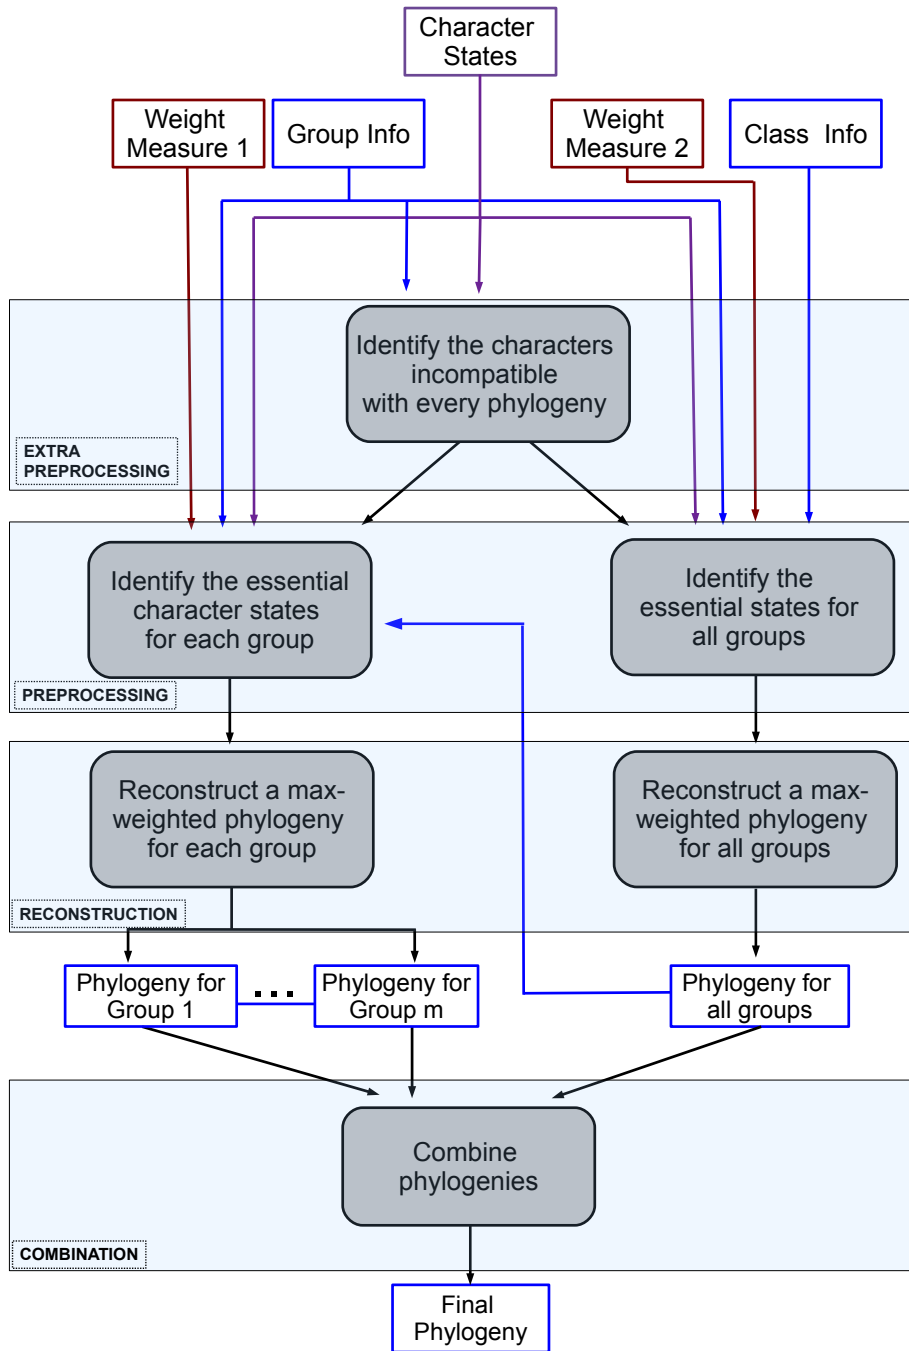 Character
States
Weight
Measure 1
Group Info
Weight
Measure 2
Class Info
Identify the characters
incompatible
with every phylogeny
EXTRA
PREPROCESSING
Identify the essential
character states
for each group
Identify the
essential states for
all groups
PREPROCESSING
Reconstruct a max-
weighted phylogeny
for each group
Reconstruct a max-
weighted phylogeny
for all groups
RECONSTRUCTION
Phylogeny for
Group 1
...
Phylogeny for
Group m
Phylogeny for
all groups
Combine
phylogenies
COMBINATION
Final
Phylogeny